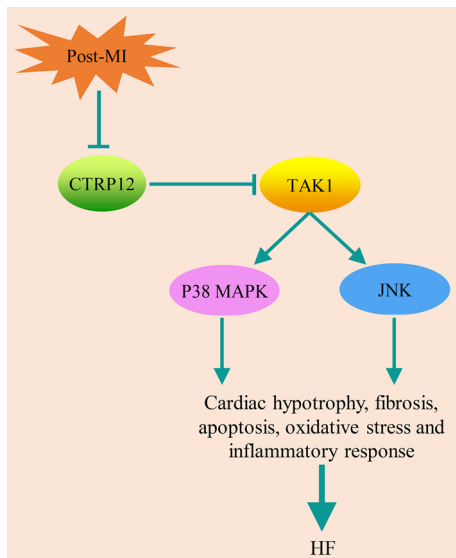 Post-MI
CTRP12
TAK1
P38 MAPK
JNK
Cardiac hypotrophy, fibrosis,
apoptosis, oxidative stress and
inflammatory response
HF